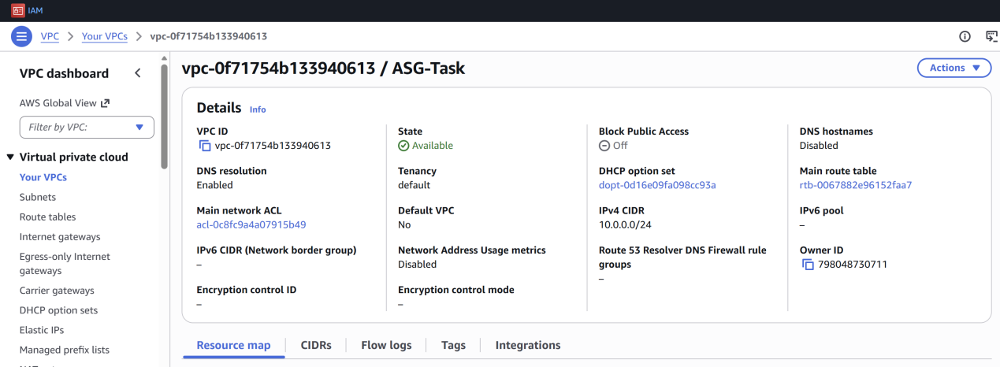 IAM
VPC > Your VPCs > vpc-0f71754b133940613
VPC dashboard
AWS Global View
Filter by VPC:
Virtual private cloud
Your VPCs
Subnets
Route tables
Internet gateways
Egress-only Internet
gateways
Carrier gateways
DHCP option sets
Elastic IPs
Managed prefix lists
vpc-0f71754b133940613 / ASG-Task
Actions
Details Info
VPC ID
vpc-0f71754b133940613
State
Available
Block Public Access
Off
DNS hostnames
Disabled
DNS resolution
Enabled
Tenancy
default
DHCP option set
dopt-0d16e09fa098cc93a
Main route table
rtb-0067882e96152faa7
Main network ACL
acl-0c8fc9a4a07915b49
Default VPC
No
IPv4 CIDR
10.0.0.0/24
IPv6 pool
–
IPv6 CIDR (Network border group)
–
Network Address Usage metrics
Disabled
Route 53 Resolver DNS Firewall rule
groups
–
Owner ID
798048730711
Encryption control ID
–
Encryption control mode
–
Resource map
CIDRs
Flow logs
Tags
Integrations